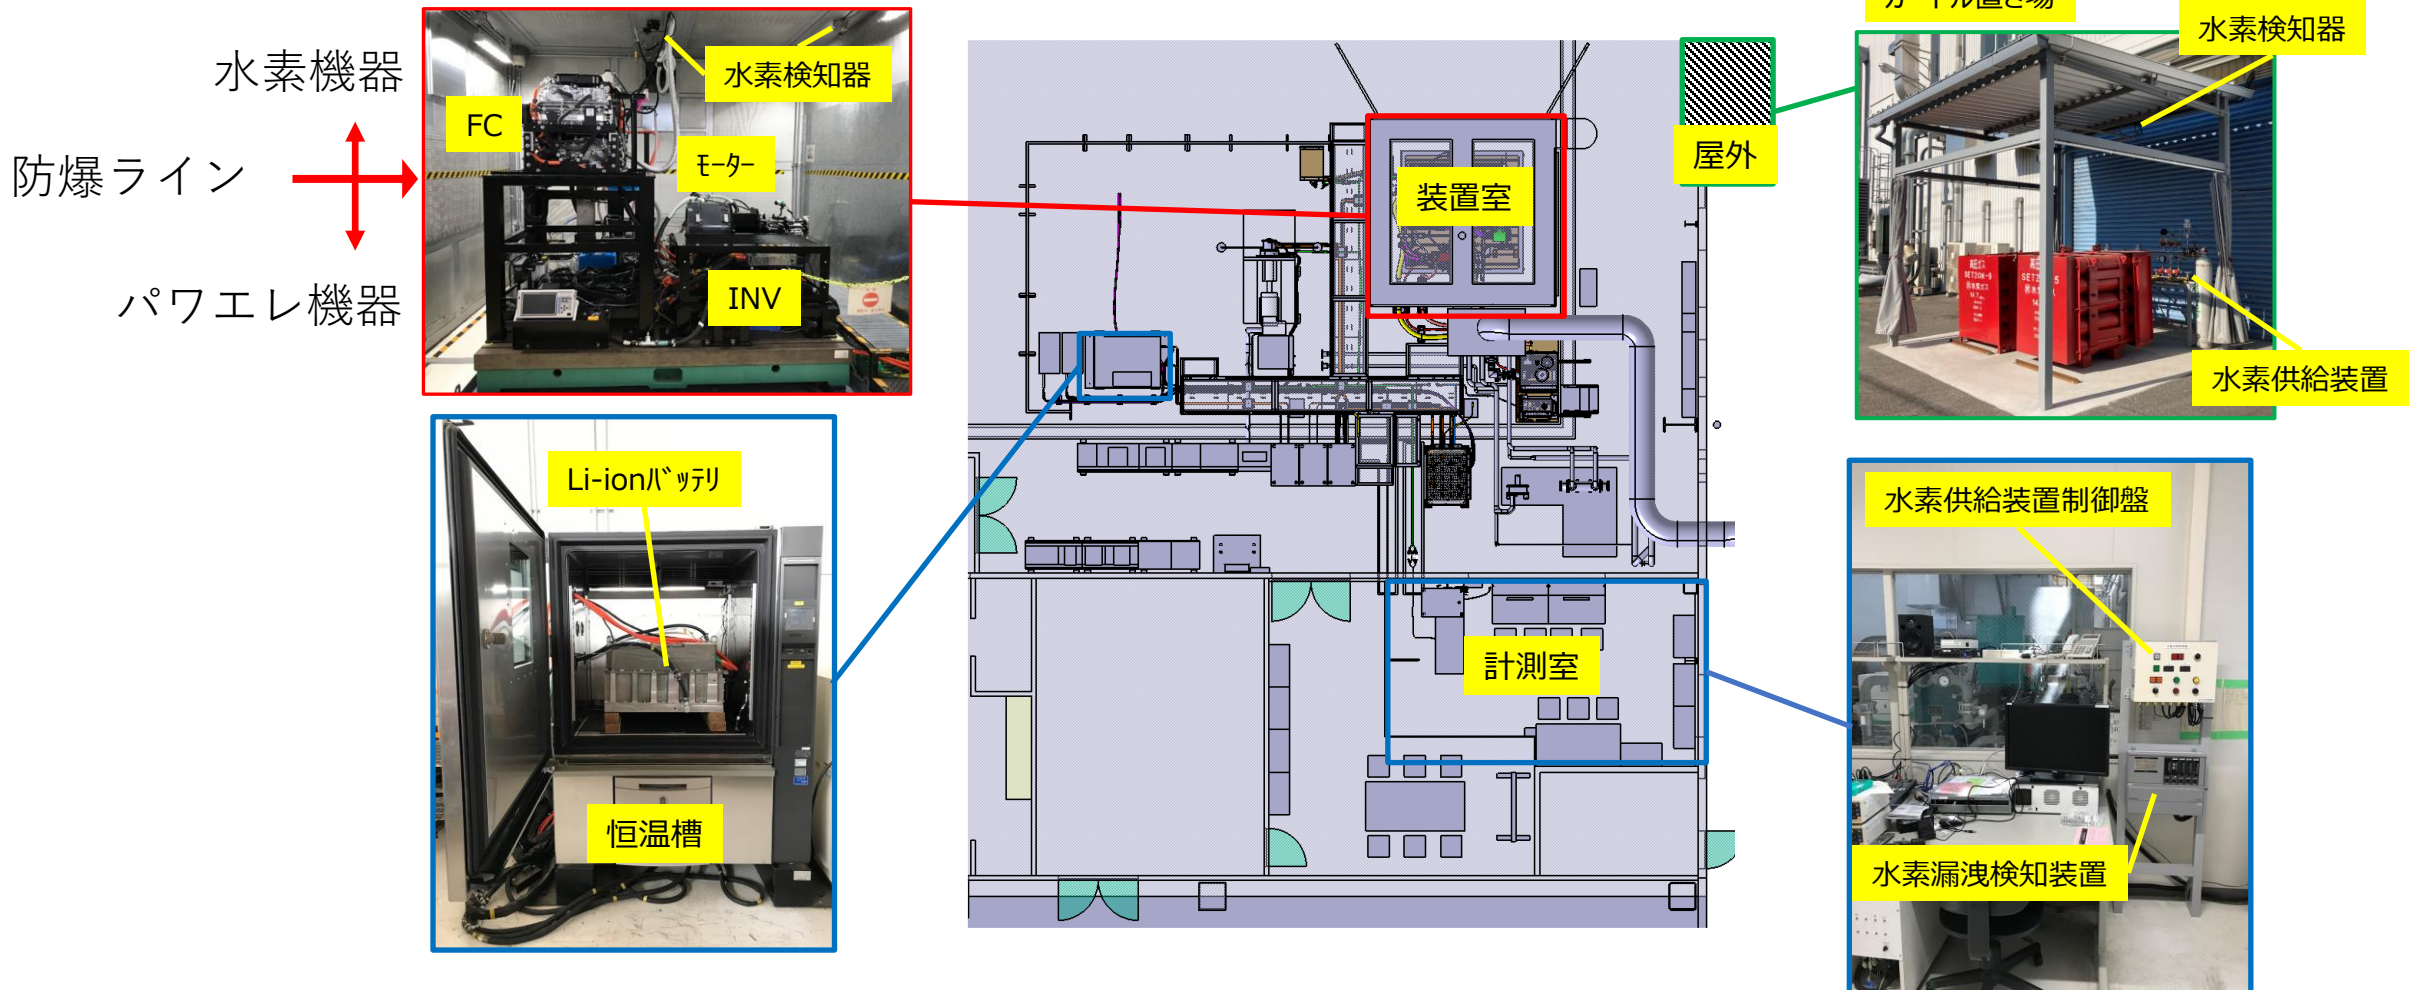 水素機器
防爆ライン
パワエレ機器
FC
水素検知器
モーター
INV
Li-ionバッテリ
恒温槽
装置室
屋外
計測室
水素検知器
水素供給装置
水素供給装置制御盤
水素漏洩検知装置